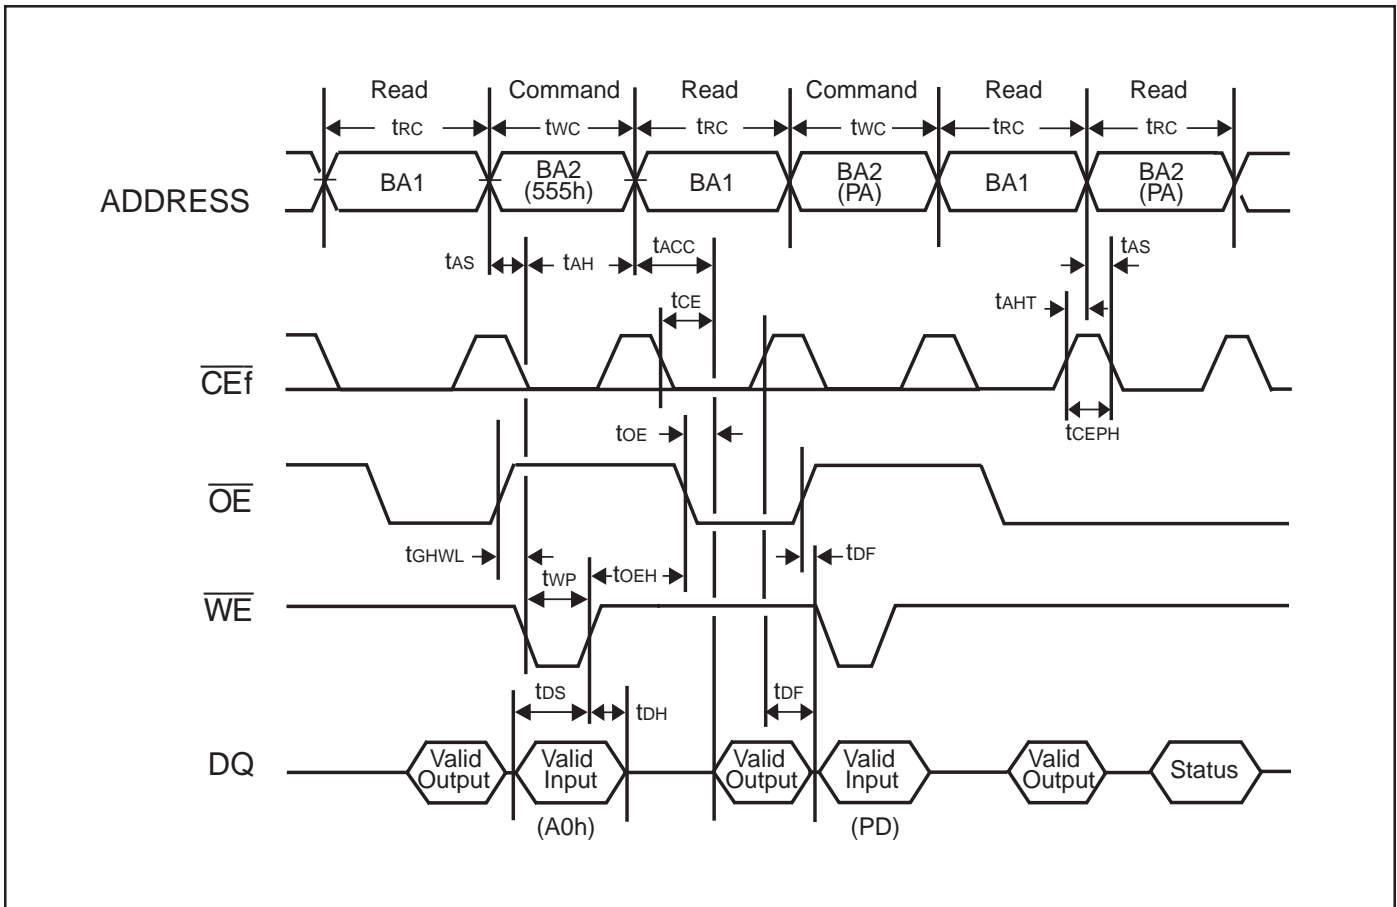 Read Command Read Command Read Read
tRC tWC tRC tWC tRC tRC
ADDRESS
BA1
BA2
(555h)
BA1
BA2
(PA)
BA1
BA2
(PA)
tAS tAH tACC tAS
tCE tAHT
CEf
tCEPH
tOE
OE
tGHWL tWP tOEH tDF
WE
tDS tDH tDF
DQ
Valid
Output
Valid
Input
Valid
Output
Valid
Input
Valid
Output
Status
(A0h) (PD)